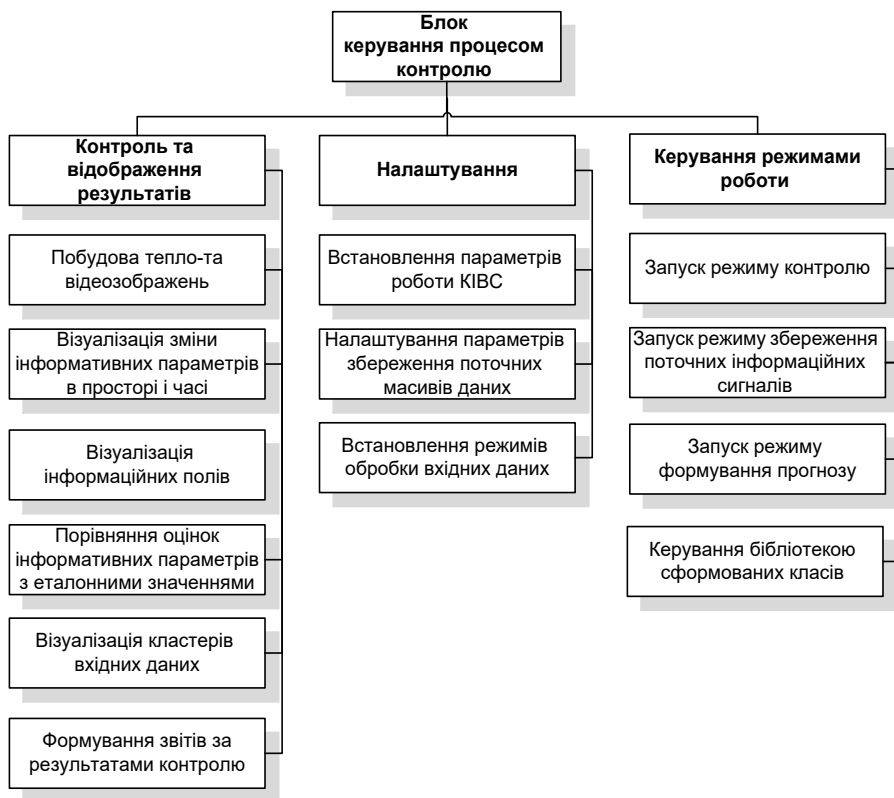 Блок
керування процесом
контролю
Контроль та
відображення
результатів
Побудова тепло-та
відеозображень
Візуалізація зміни
інформативних параметрів
в просторі і часі
Візуалізація
інформаційних полів
Порівняння оцінок
інформативних параметрів
з еталонними значеннями
Візуалізація кластерів
вхідних даних
Формування звітів за
результатами контролю
Налаштування
Встановлення параметрів
роботи КІВС
Налаштування параметрів
збереження поточних
масивів даних
Встановлення режимів
обробки вхідних даних
Керування режимами
роботи
Запуск режиму контролю
Запуск режиму збереження
поточних інформаційних
сигналів
Запуск режиму
формування прогнозу
Керування бібліотекою
сформованих класів